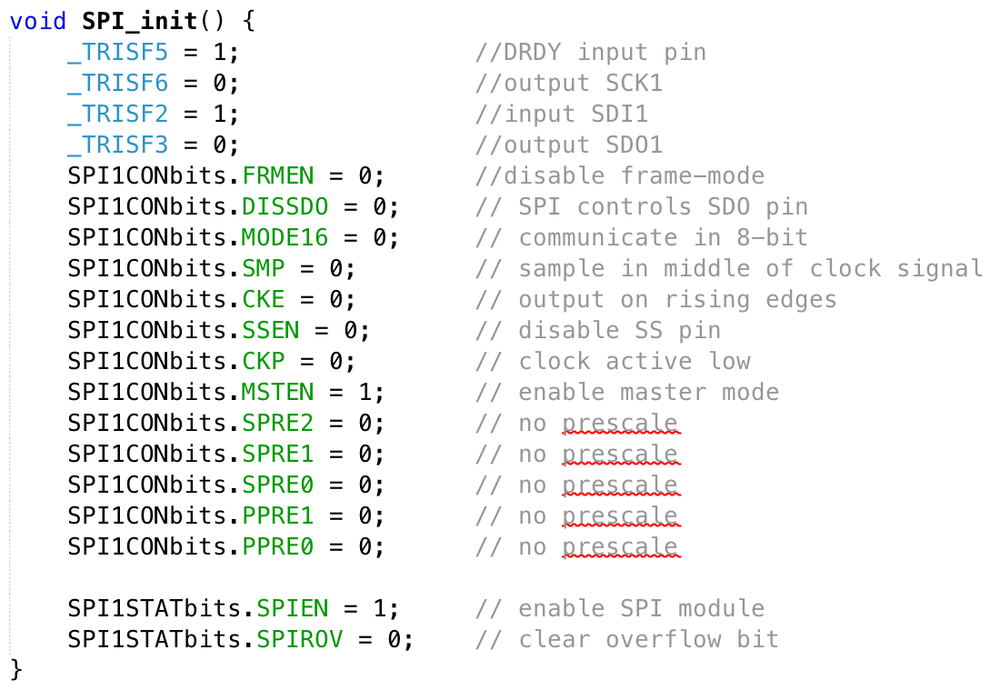 void SPI_init() {
    _TRISF5 = 1;                //DRDY input pin
    _TRISF6 = 0;                //output SCK1
    _TRISF2 = 1;                //input SDI1
    _TRISF3 = 0;                //output SDO1
    SPI1CONbits.FRMEN = 0;      //disable frame-mode
    SPI1CONbits.DISSDO = 0;     // SPI controls SDO pin
    SPI1CONbits.MODE16 = 0;     // communicate in 8-bit
    SPI1CONbits.SMP = 0;        // sample in middle of clock signal
    SPI1CONbits.CKE = 0;        // output on rising edges
    SPI1CONbits.SSEN = 0;       // disable SS pin
    SPI1CONbits.CKP = 0;        // clock active low
    SPI1CONbits.MSTEN = 1;      // enable master mode
    SPI1CONbits.SPRE2 = 0;      // no prescale
    SPI1CONbits.SPRE1 = 0;      // no prescale
    SPI1CONbits.SPRE0 = 0;      // no prescale
    SPI1CONbits.PPRE1 = 0;      // no prescale
    SPI1CONbits.PPRE0 = 0;      // no prescale

    SPI1STATbits.SPIEN = 1;     // enable SPI module
    SPI1STATbits.SPIROV = 0;    // clear overflow bit
}